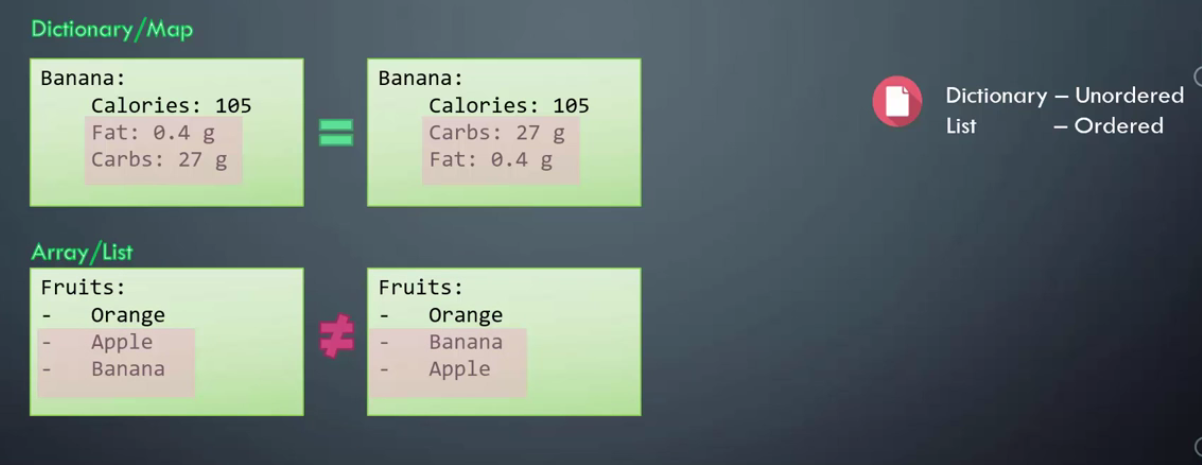 Dictionary/Map
Banana:
Calories: 105
Fat: 0.4 g
Carbs: 27 g
=
Banana:
Calories: 105
Carbs: 27 g
Fat: 0.4 g
Dictionary – Unordered
List – Ordered
Array/List
Fruits:
- Orange
- Apple
- Banana
≠
Fruits:
- Orange
- Banana
- Apple